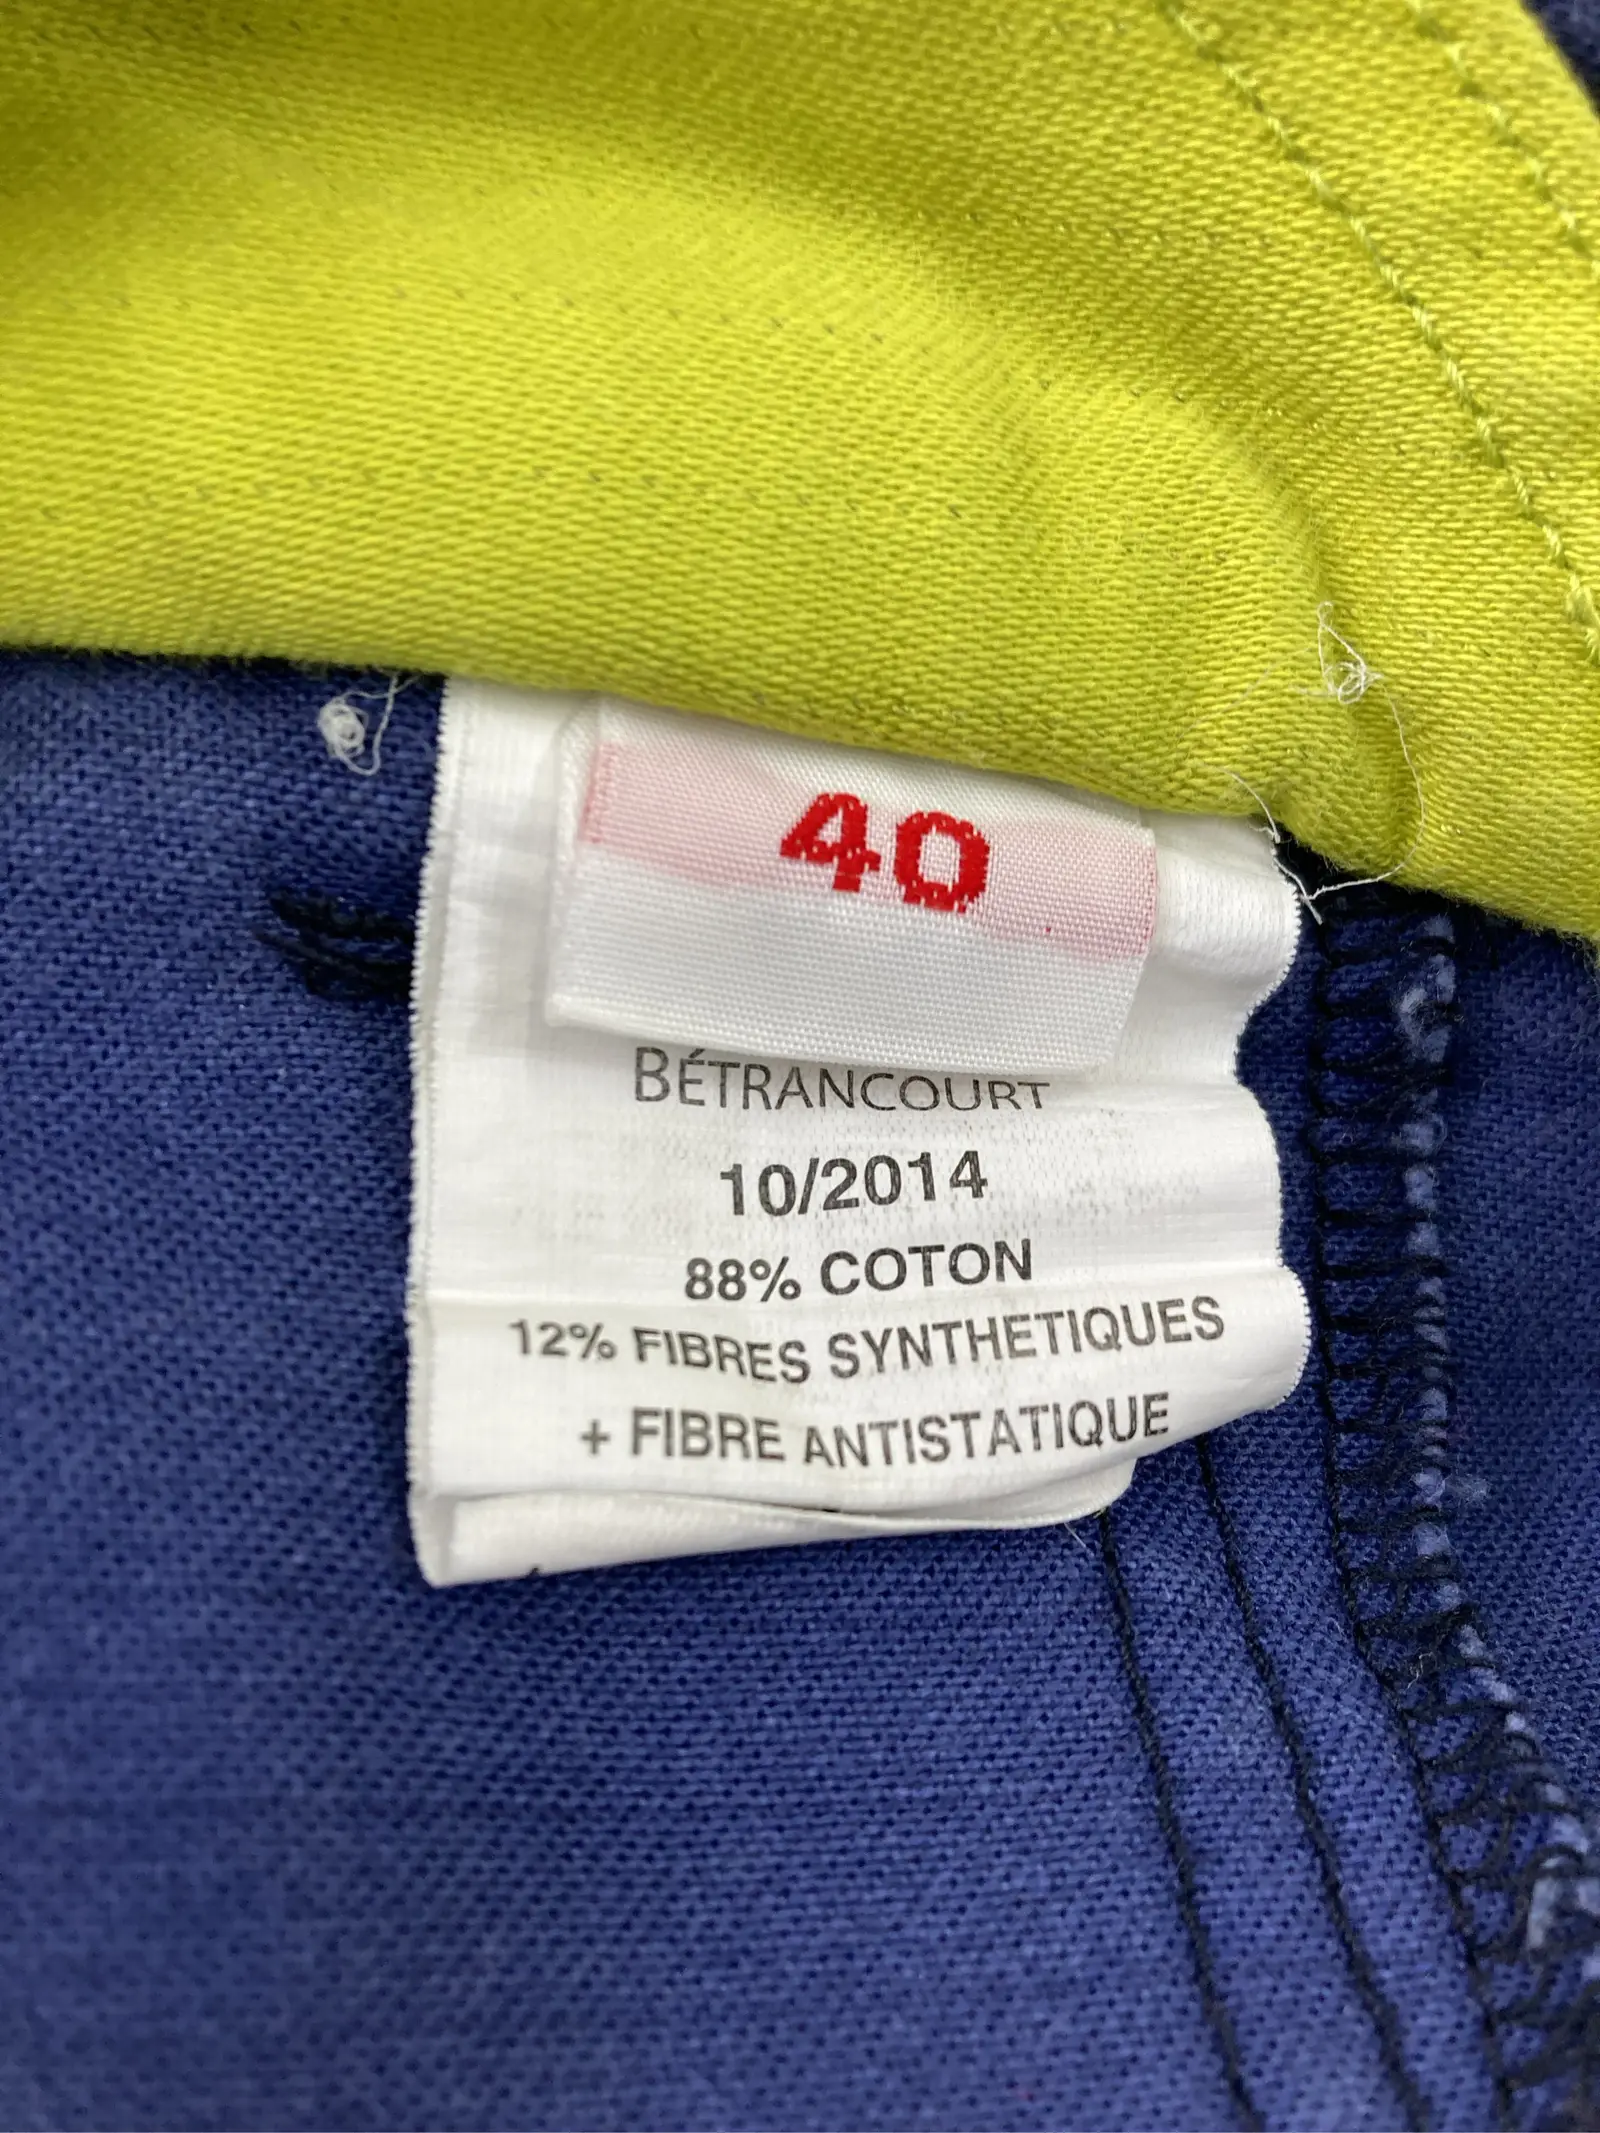 40
BÉTRANCOURT
10/2014
88% COTON
12% FIBRES SYNTHETIQUES
+ FIBRE ANTISTATIQUE